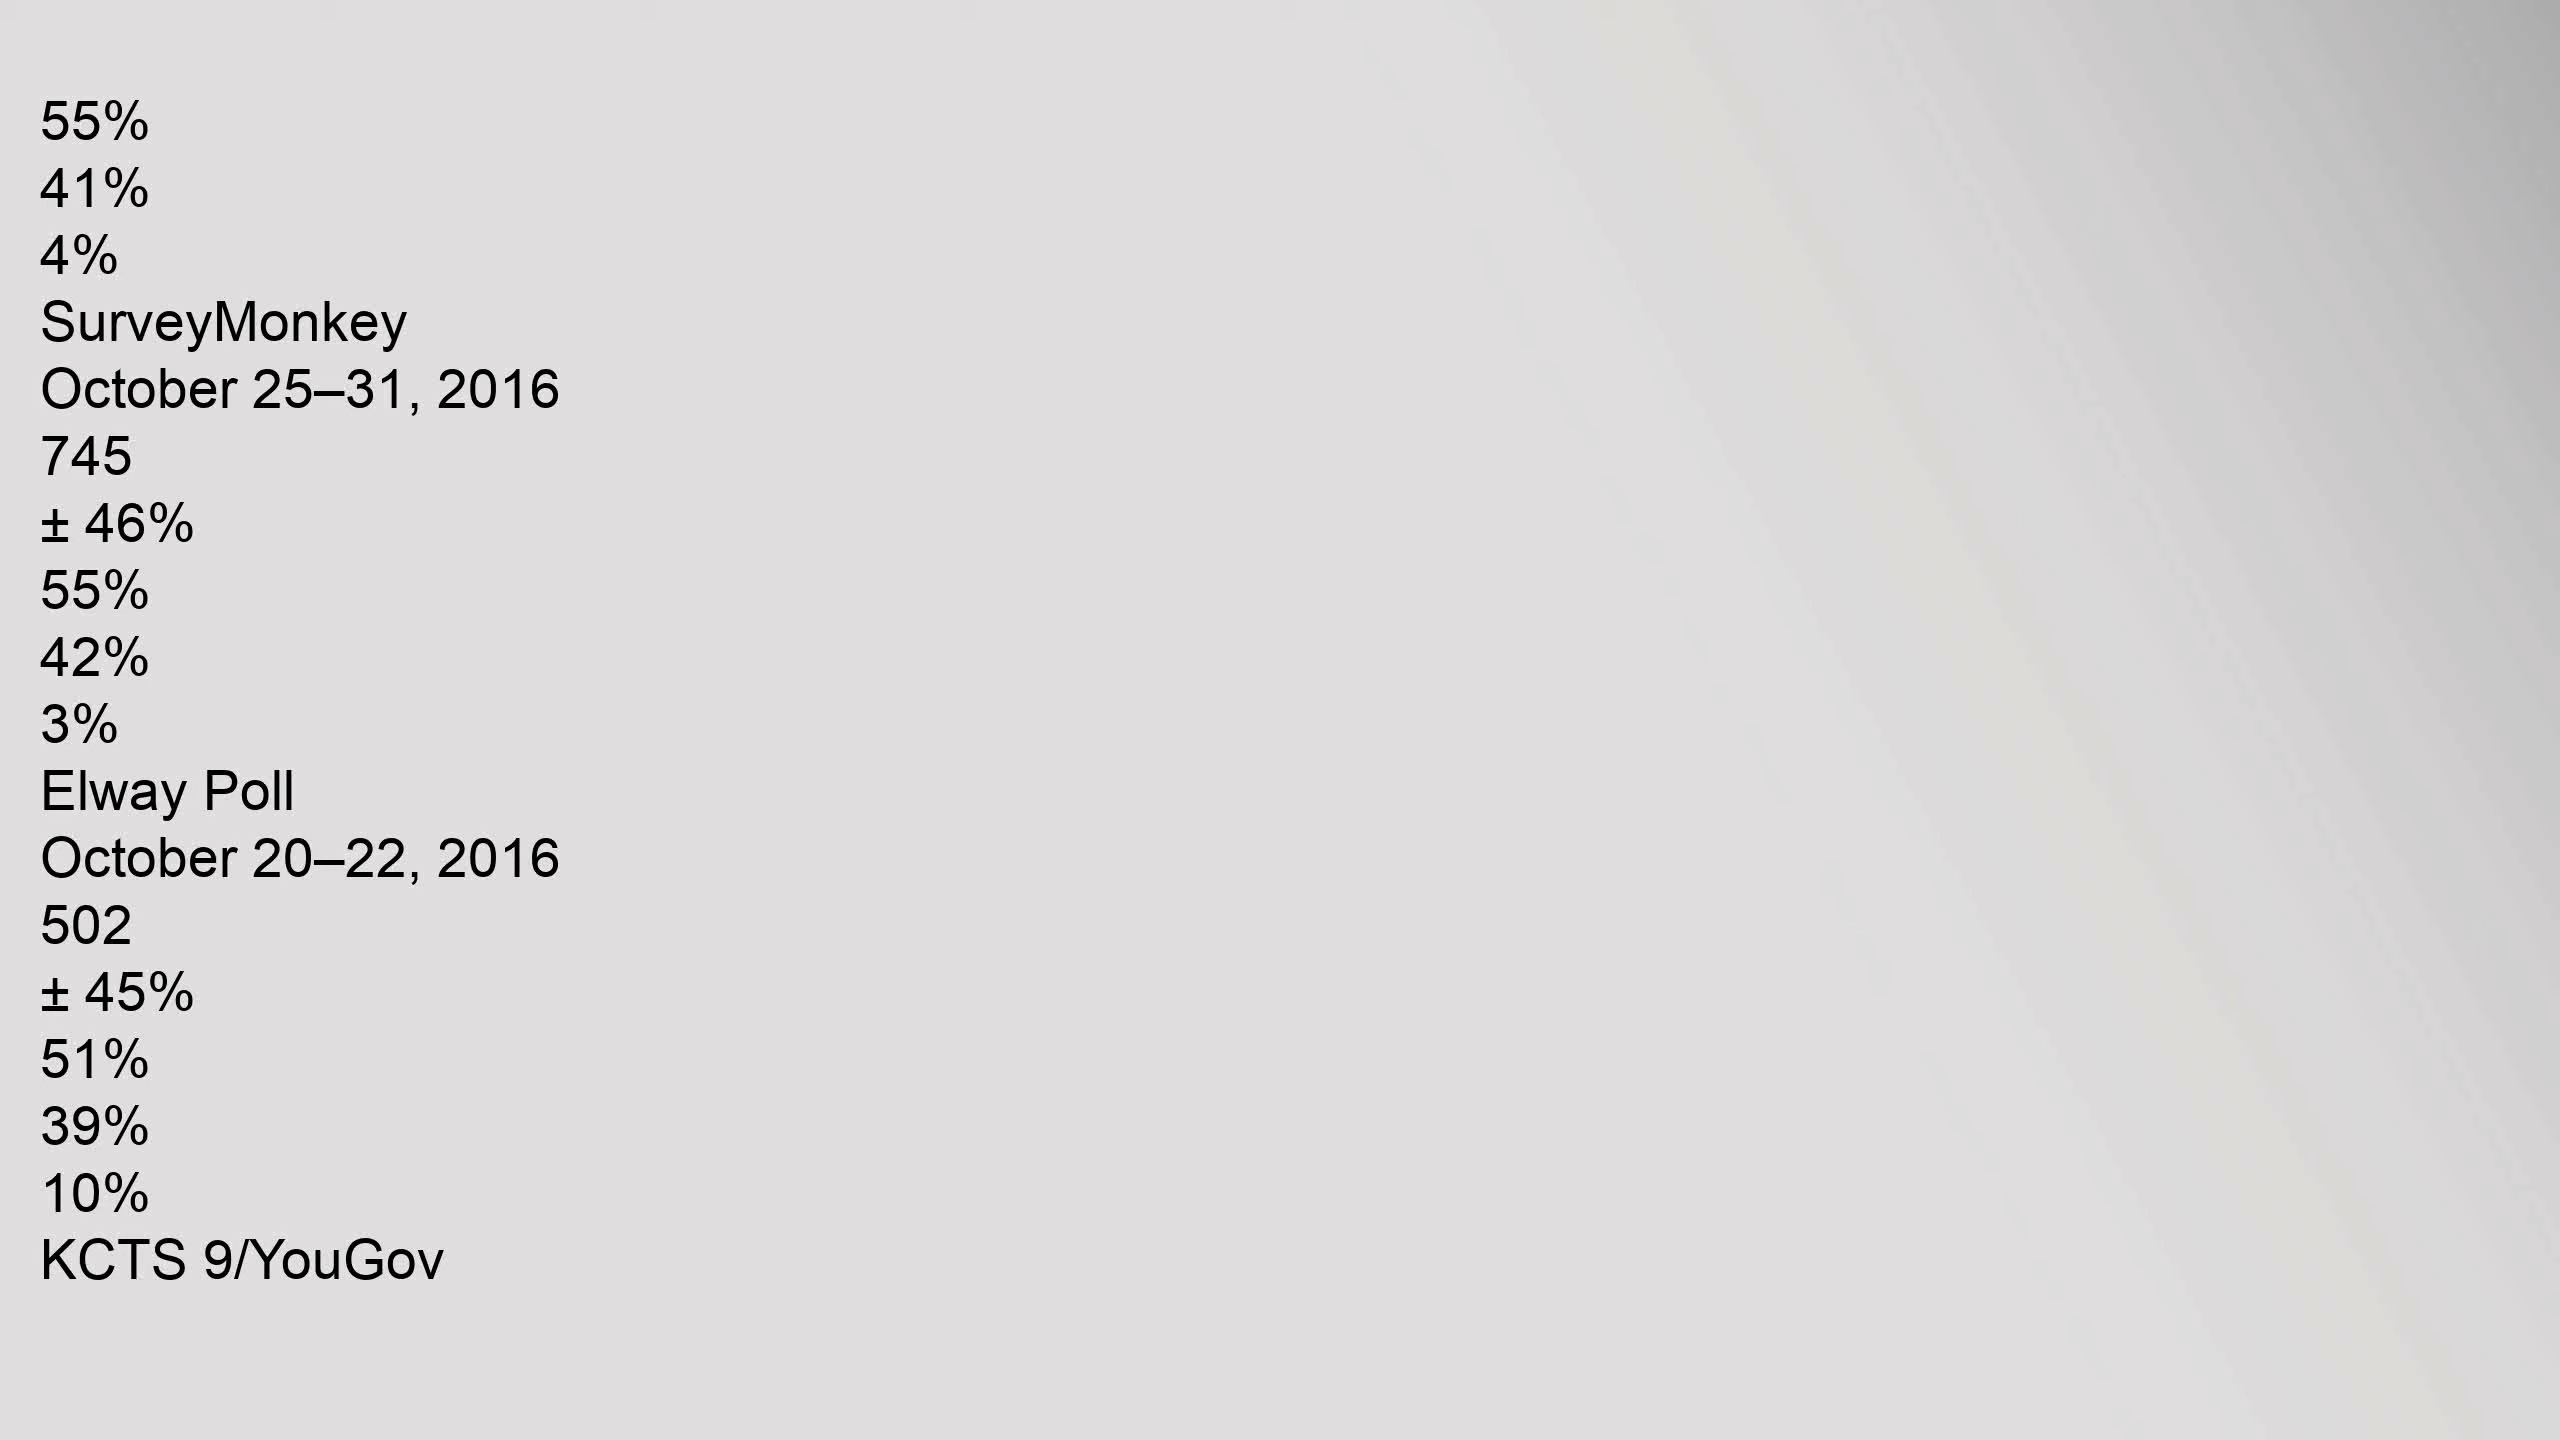 55%
41%
4%
SurveyMonkey
October 25–31, 2016
745
± 46%
55%
42%
3%
Elway Poll
October 20–22, 2016
502
± 45%
51%
39%
10%
KCTS 9/YouGov